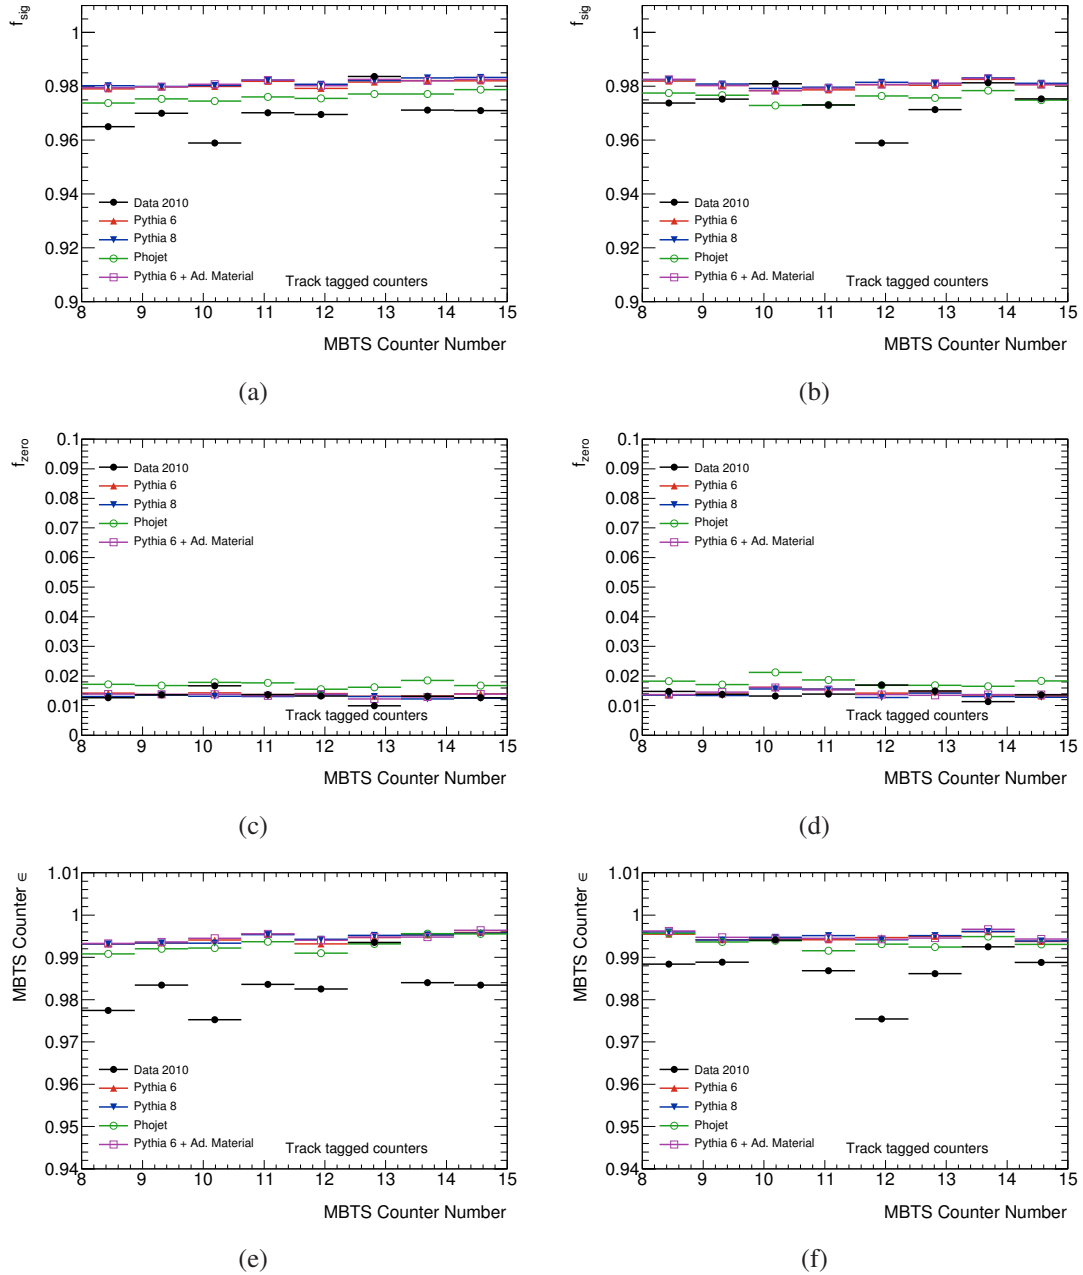 f_sig
1
0.98
0.96
0.94
0.92
0.9
Data 2010
Pythia 6
Pythia 8
Phojet
Pythia 6 + Ad. Material
Track tagged counters
8 9 10 11 12 13 14 15
MBTS Counter Number
(a)
f_sig
1
0.98
0.96
0.94
0.92
0.9
Data 2010
Pythia 6
Pythia 8
Phojet
Pythia 6 + Ad. Material
Track tagged counters
8 9 10 11 12 13 14 15
MBTS Counter Number
(b)
f_zero
0.1
0.09
0.08
0.07
0.06
0.05
0.04
0.03
0.02
0.01
0
Data 2010
Pythia 6
Pythia 8
Phojet
Pythia 6 + Ad. Material
Track tagged counters
8 9 10 11 12 13 14 15
MBTS Counter Number
(c)
f_zero
0.1
0.09
0.08
0.07
0.06
0.05
0.04
0.03
0.02
0.01
0
Data 2010
Pythia 6
Pythia 8
Phojet
Pythia 6 + Ad. Material
Track tagged counters
8 9 10 11 12 13 14 15
MBTS Counter Number
(d)
MBTS Counter ϵ
1.01
1
0.99
0.98
0.97
0.96
0.95
0.94
Data 2010
Pythia 6
Pythia 8
Phojet
Pythia 6 + Ad. Material
Track tagged counters
8 9 10 11 12 13 14 15
MBTS Counter Number
(e)
MBTS Counter ϵ
1.01
1
0.99
0.98
0.97
0.96
0.95
0.94
Data 2010
Pythia 6
Pythia 8
Phojet
Pythia 6 + Ad. Material
Track tagged counters
8 9 10 11 12 13 14 15
MBTS Counter Number
(f)